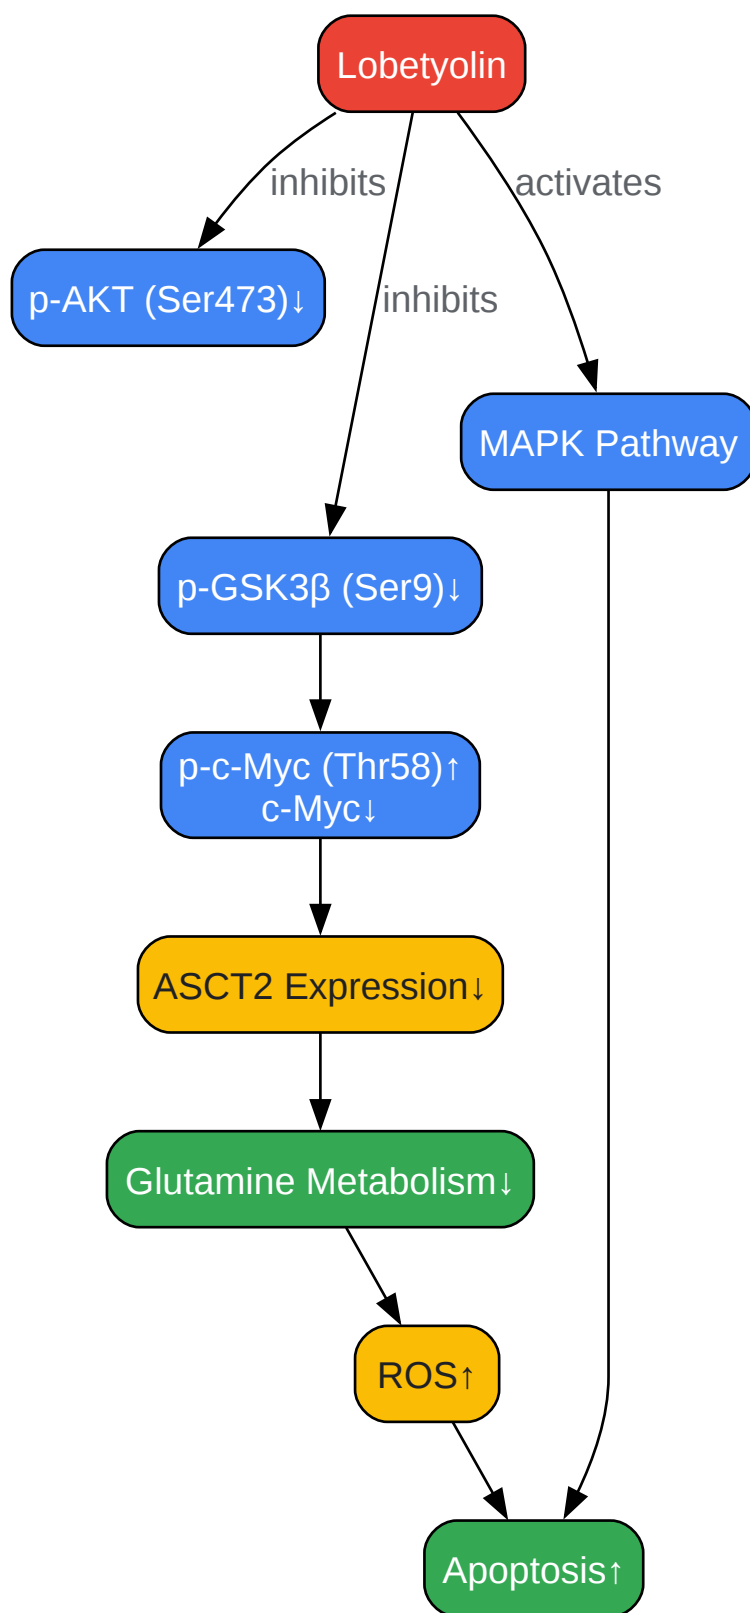 Lobetyolin
inhibits
activates
p-AKT (Ser473)↓
inhibits
MAPK Pathway
p-GSK3β (Ser9)↓
p-c-Myc (Thr58)↑
c-Myc↓
ASCT2 Expression↓
Glutamine Metabolism↓
ROS↑
Apoptosis↑